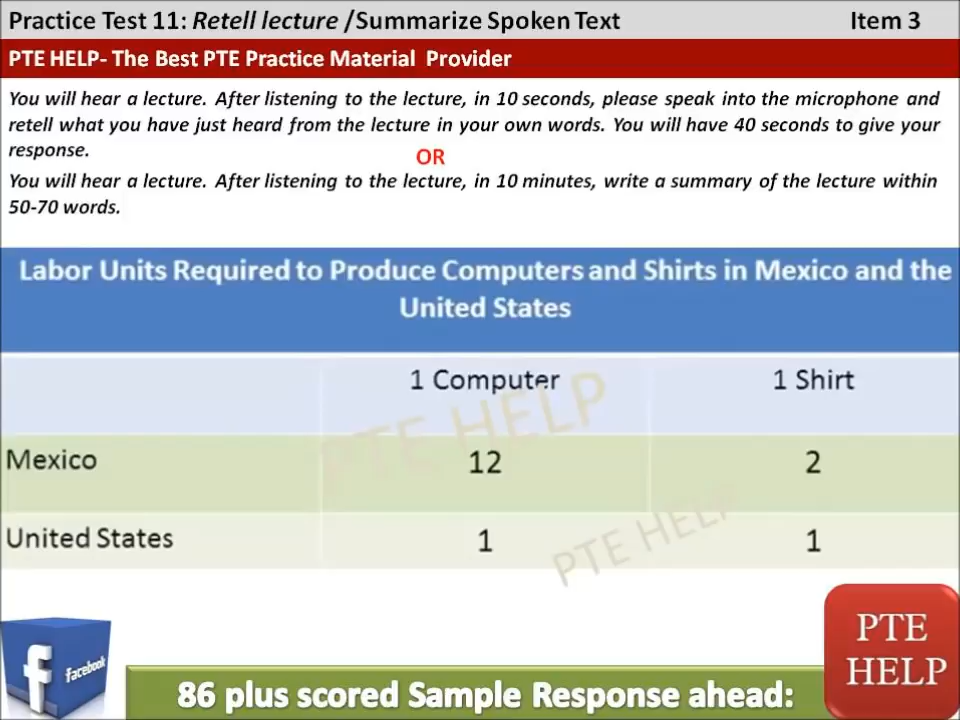 Practice Test 11: Retell lecture /Summarize Spoken Text Item 3
PTE HELP- The Best PTE Practice Material Provider
You will hear a lecture. After listening to the lecture, in 10 seconds, please speak into the microphone and
retell what you have just heard from the lecture in your own words. You will have 40 seconds to give your
response.
OR
You will hear a lecture. After listening to the lecture, in 10 minutes, write a summary of the lecture within
50-70 words.
Labor Units Required to Produce Computers and Shirts in Mexico and the
United States
1 Computer 1 Shirt
PTE HELP
Mexico 12 2
PTE HELP
United States 1 1
facebook
PTE
HELP
86 plus scored Sample Response ahead: